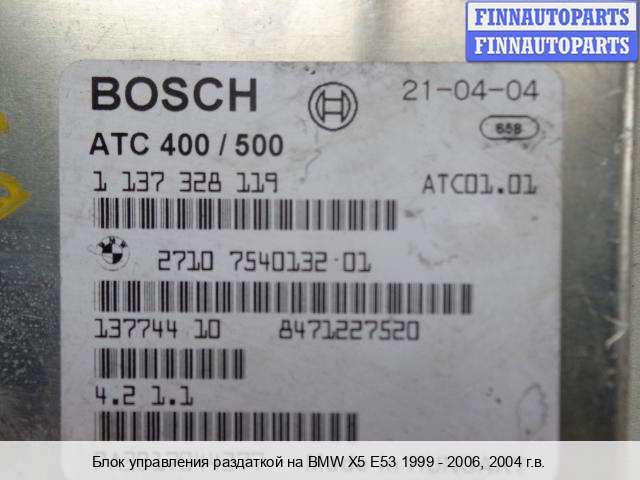 FINNAUTOPARTS
FINNAUTOPARTS
BOSCH 21-04-04
658
ATC 400 / 500
1 137 328 119 ATC01.01
2710 7540132-01
137744 10 8471227520
4.2 1.1
Блок управления раздаткой на BMW X5 E53 1999 - 2006, 2004 г.в.